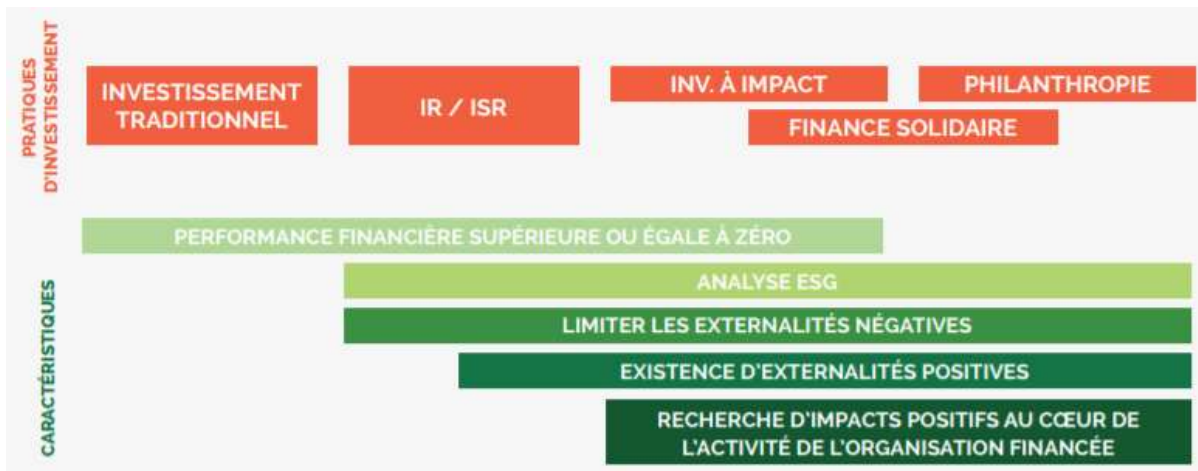 PRATIQUES
D'INVESTISSEMENT
INVESTISSEMENT
TRADITIONNEL
IR / ISR
INV. À IMPACT
PHILANTHROPIE
FINANCE SOLIDAIRE
CARACTÉRISTIQUES
PERFORMANCE FINANCIÈRE SUPÉRIEURE OU ÉGALE À ZÉRO
ANALYSE ESG
LIMITER LES EXTERNALITÉS NÉGATIVES
EXISTENCE D'EXTERNALITÉS POSITIVES
RECHERCHE D'IMPACTS POSITIFS AU CŒUR DE
L'ACTIVITÉ DE L'ORGANISATION FINANCÉE